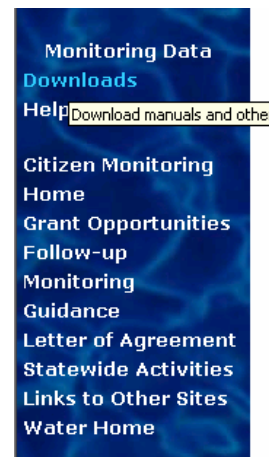 Monitoring Data
Downloads
Help
Download manuals and othe
Citizen Monitoring
Home
Grant Opportunities
Follow-up
Monitoring
Guidance
Letter of Agreement
Statewide Activities
Links to Other Sites
Water Home